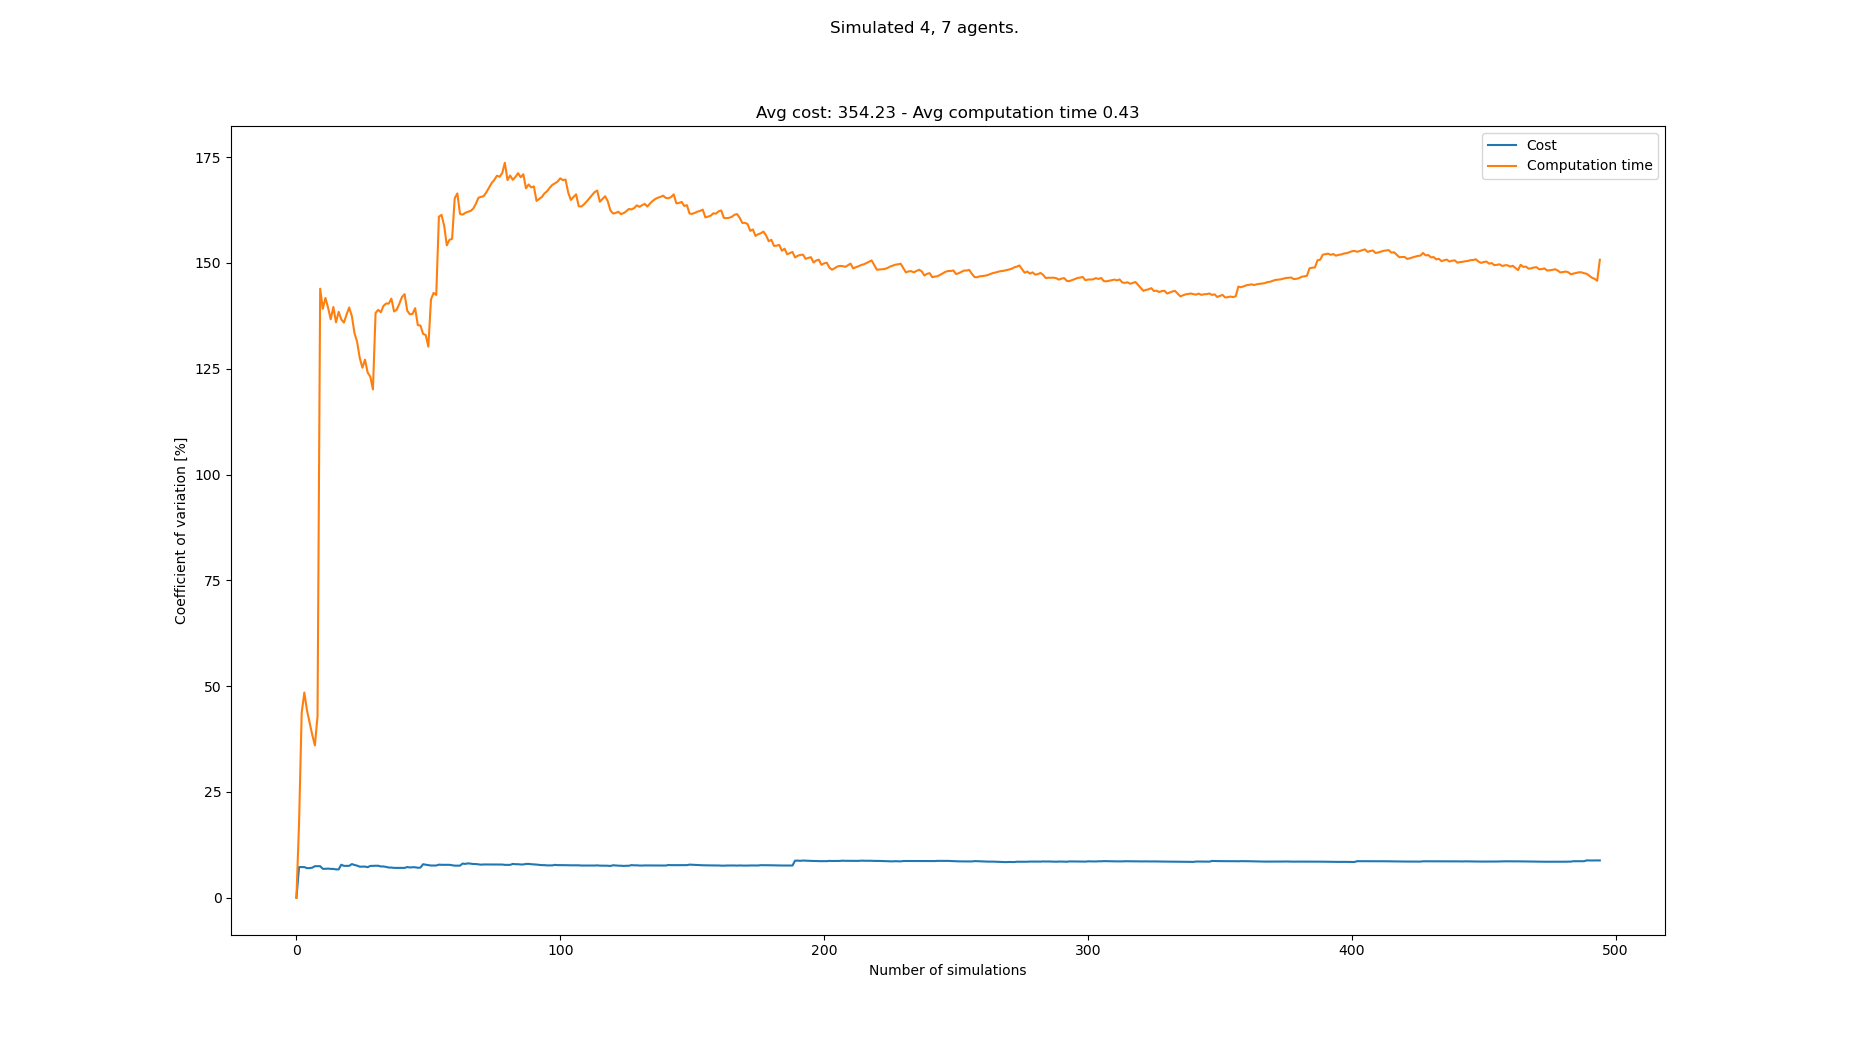 Simulated 4, 7 agents.
Avg cost: 354.23 - Avg computation time 0.43
Cost
Computation time
175
150
125
100
75
50
25
0
Coefficient of variation [%]
0 100 200 300 400 500
Number of simulations